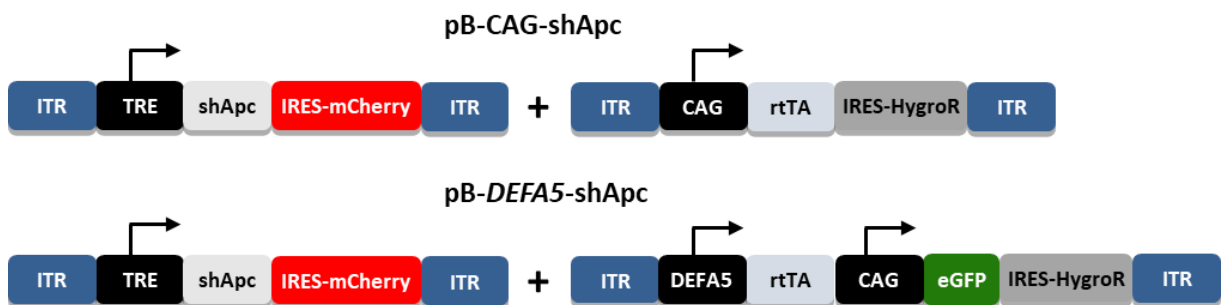 pB-CAG-shApc
ITR TRE shApc IRES-mCherry ITR + ITR CAG rtTA IRES-HygroR ITR
pB-DEFA5-shApc
ITR TRE shApc IRES-mCherry ITR + ITR DEFA5 rtTA CAG eGFP IRES-HygroR ITR